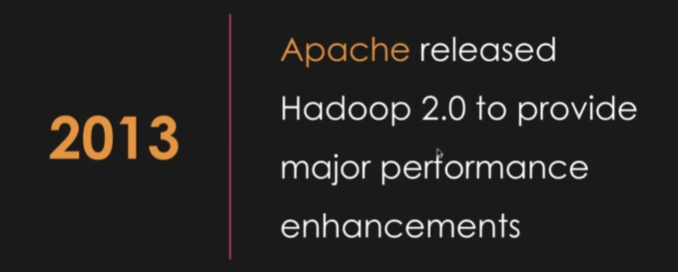 2013
Apache released
Hadoop 2.0 to provide
major performance
enhancements